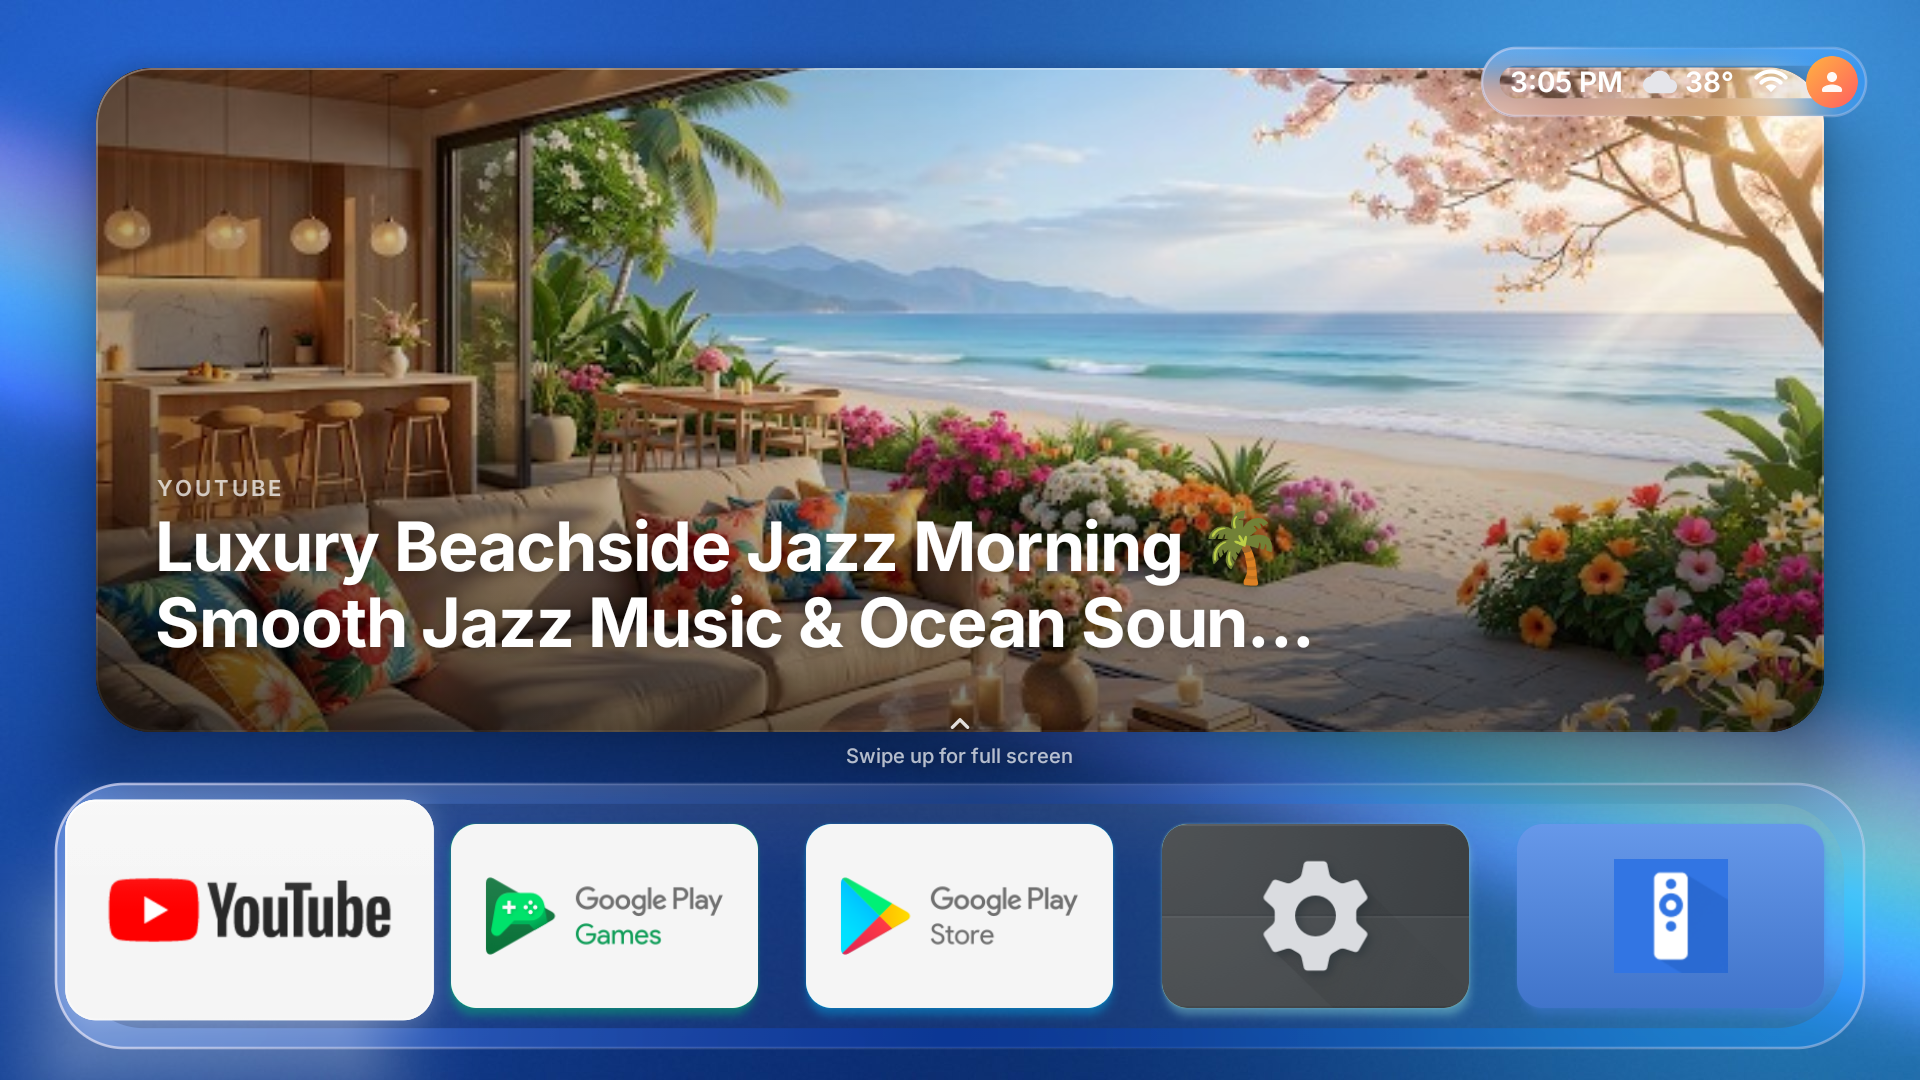 3:05 PM 38°
YOUTUBE
Luxury Beachside Jazz Morning 🌴
Smooth Jazz Music & Ocean Soun...
Swipe up for full screen
YouTube
Google Play
Games
Google Play
Store